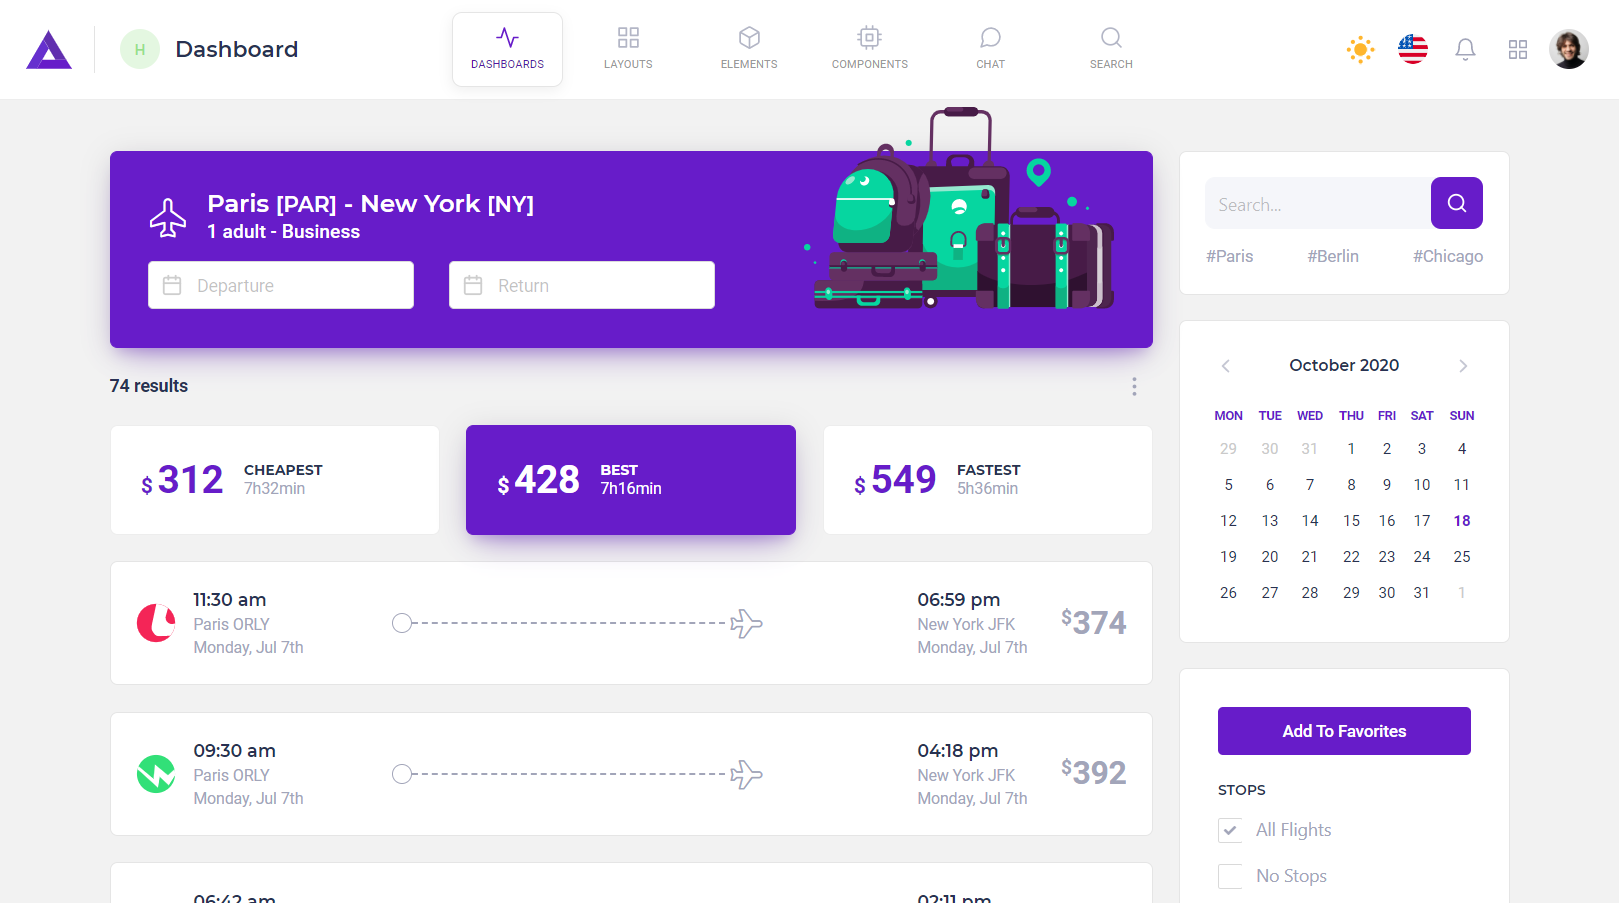 H
Dashboard
DASHBOARDS
LAYOUTS
ELEMENTS
COMPONENTS
CHAT
SEARCH
Paris [PAR] - New York [NY]
1 adult - Business
Departure
Return
Search...
#Paris #Berlin #Chicago
74 results
$312
CHEAPEST
7h32min
$428
BEST
7h16min
$549
FASTEST
5h36min
11:30 am
Paris ORLY
Monday, Jul 7th
06:59 pm
New York JFK
Monday, Jul 7th
$374
09:30 am
Paris ORLY
Monday, Jul 7th
04:18 pm
New York JFK
Monday, Jul 7th
$392
06:42 am
02:11 pm
October 2020
MON TUE WED THU FRI SAT SUN
29 30 31 1 2 3 4
5 6 7 8 9 10 11
12 13 14 15 16 17 18
19 20 21 22 23 24 25
26 27 28 29 30 31 1
Add To Favorites
STOPS
All Flights
No Stops